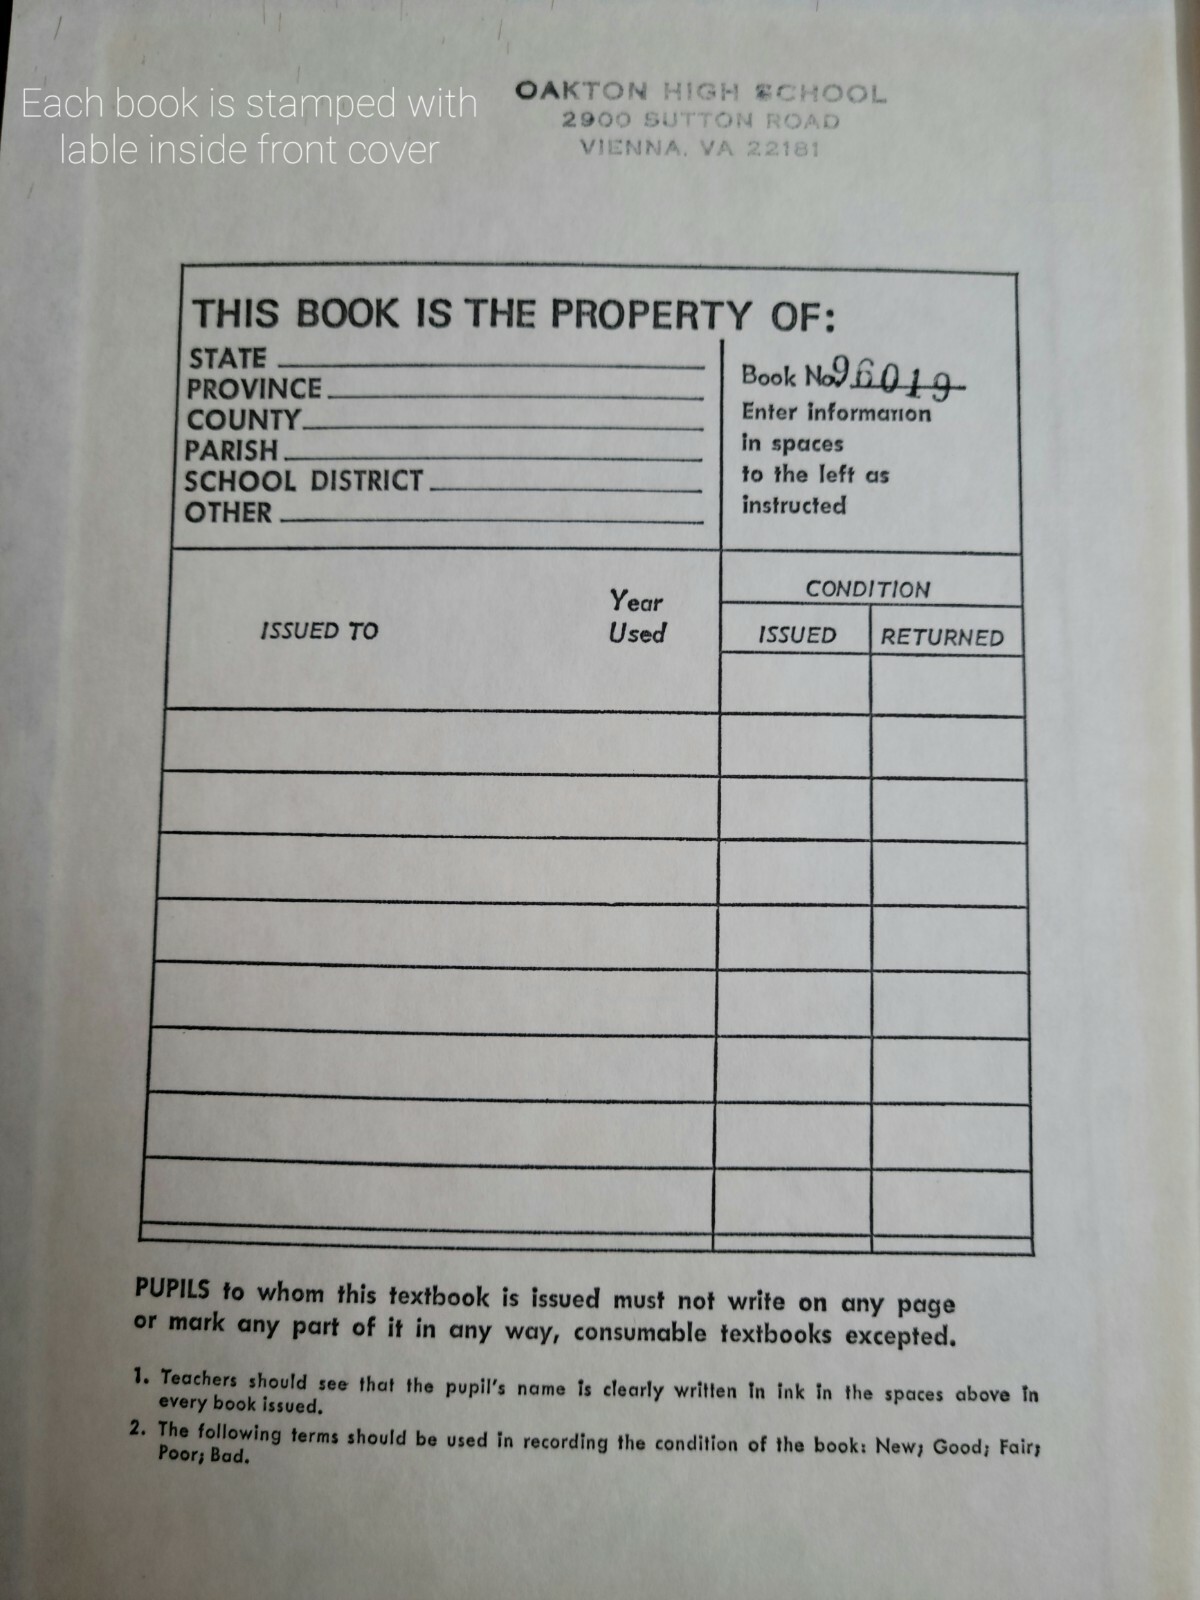 Each book is stamped with
lable inside front cover
OAKTON HIGH SCHOOL
2900 SUTTON ROAD
VIENNA, VA 22181
THIS BOOK IS THE PROPERTY OF:
STATE
PROVINCE
COUNTY
PARISH
SCHOOL DISTRICT
OTHER
Book No. 96019
Enter information
in spaces
to the left as
instructed
ISSUED TO
Year
Used
CONDITION
ISSUED
RETURNED
PUPILS to whom this textbook is issued must not write on any page
or mark any part of it in any way, consumable textbooks excepted.
1. Teachers should see that the pupil's name is clearly written in ink in the spaces above in
every book issued.
2. The following terms should be used in recording the condition of the book: New; Good; Fair;
Poor; Bad.